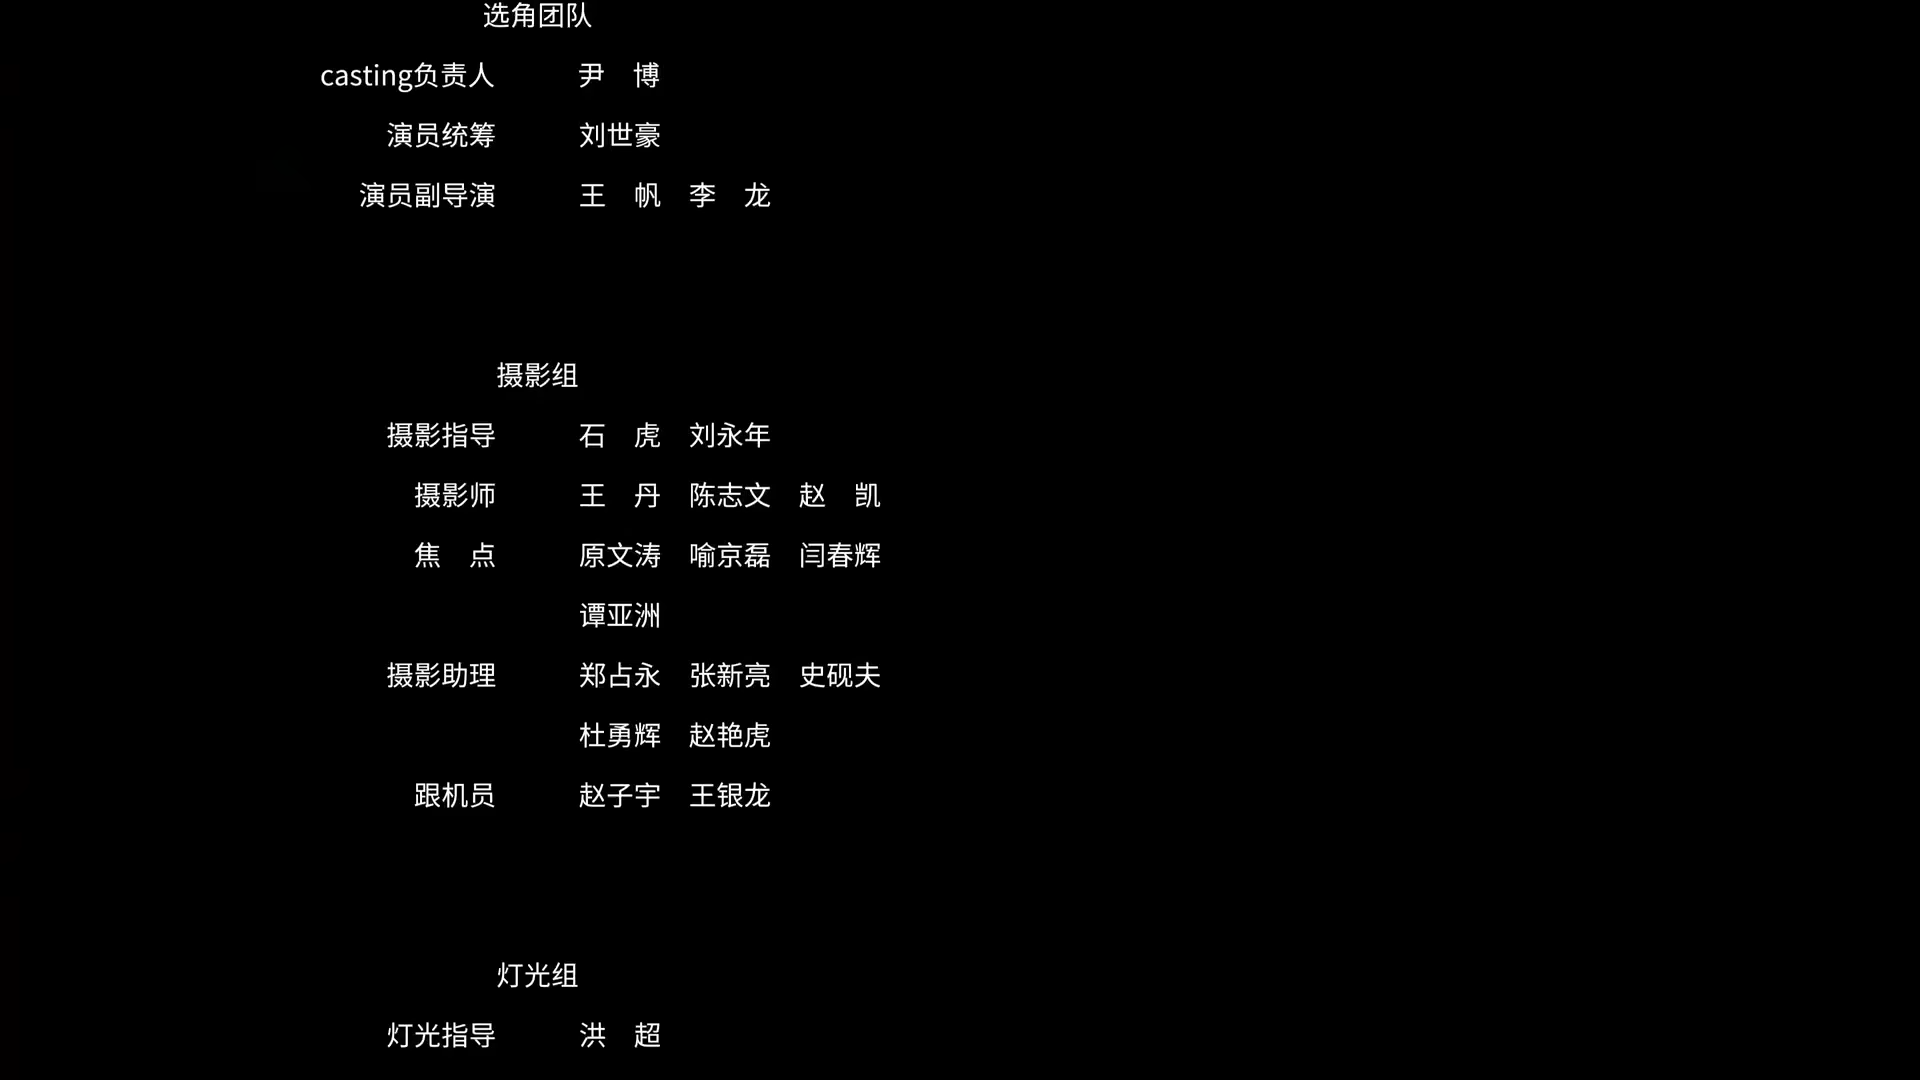 选角团队
casting负责人 尹 博
演员统筹 刘世豪
演员副导演 王 帆 李 龙
摄影组
摄影指导 石 虎 刘永年
摄影师 王 丹 陈志文 赵 凯
焦 点 原文涛 喻京磊 闫春辉
谭亚洲
摄影助理 郑占永 张新亮 史砚夫
杜勇辉 赵艳虎
跟机员 赵子宇 王银龙
灯光组
灯光指导 洪 超